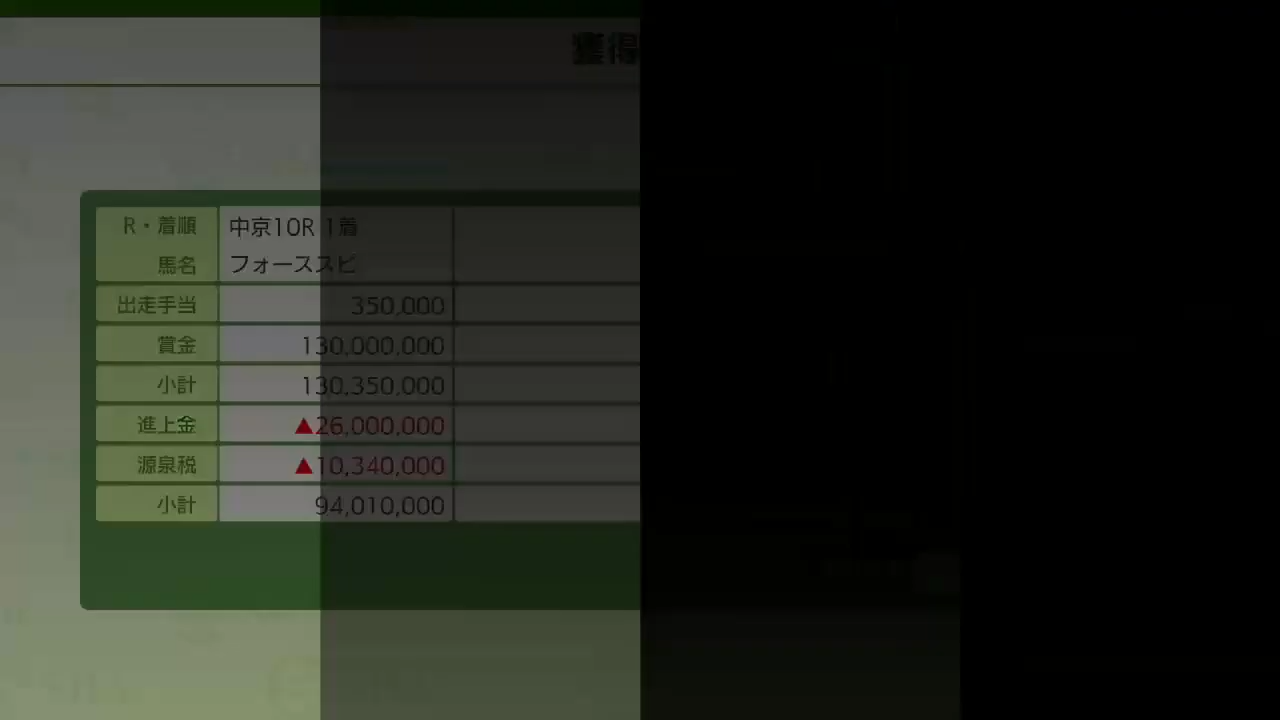 獲得
R・着順 中京10R 1着
馬名 フォーススピ
出走手当 350,000
賞金 130,000,000
小計 130,350,000
進上金 ▲26,000,000
源泉税 ▲10,340,000
小計 94,010,000